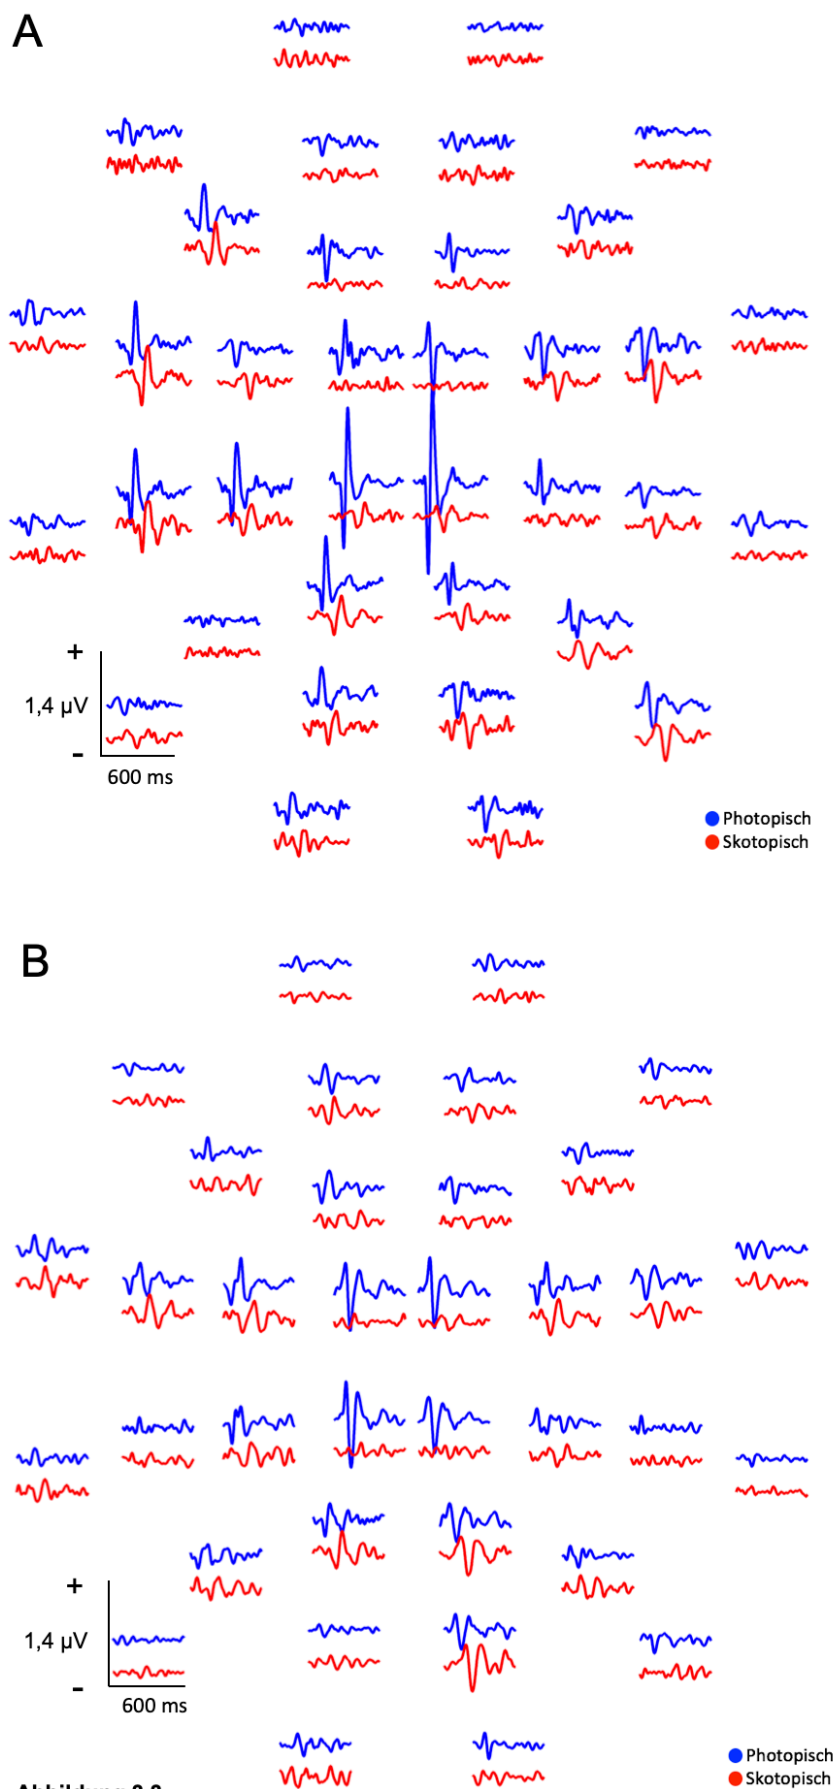 A
+
1,4 µV
-
600 ms
Photopisch
Skotopisch
B
+
1,4 µV
-
600 ms
Photopisch
Skotopisch